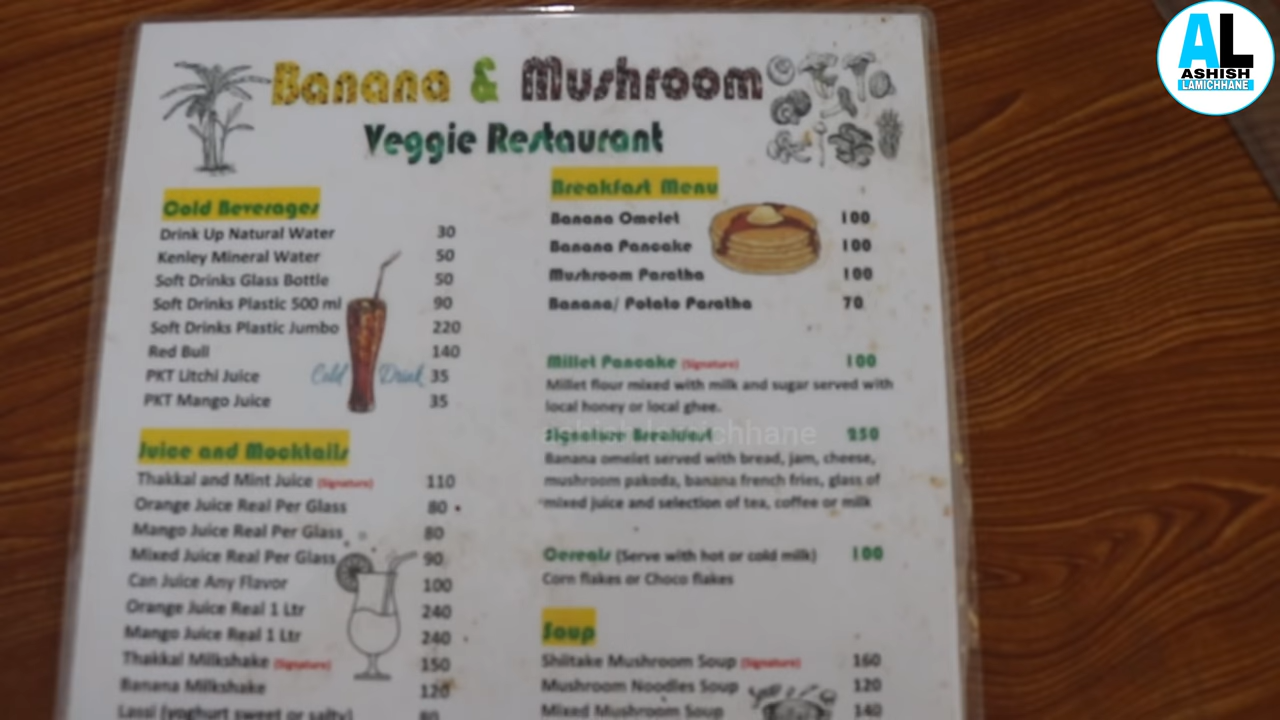 Banana & Mushroom
Veggie Restaurant
Cold Beverages
Drink Up Natural Water 30
Kenley Mineral Water 50
Soft Drinks Glass Bottle 50
Soft Drinks Plastic 500 ml 90
Soft Drinks Plastic Jumbo 220
Red Bull 140
PKT Litchi Juice 35
PKT Mango Juice 35
Cold Drink
Juice and Mocktails
Thakkal and Mint Juice (Signature) 110
Orange Juice Real Per Glass 80
Mango Juice Real Per Glass 80
Mixed Juice Real Per Glass 90
Can Juice Any Flavor 100
Orange Juice Real 1 Ltr 240
Mango Juice Real 1 Ltr 240
Thakkal Milkshake (Signature) 150
Banana Milkshake 120
Lassi (yoghurt sweet or salty) 80
Breakfast Menu
Banana Omelet 100
Banana Pancake 100
Mushroom Paratha 100
Banana/ Potato Paratha 70
Millet Pancake (Signature) 100
Millet flour mixed with milk and sugar served with
local honey or local ghee.
Signature Breakfast 250
Banana omelet served with bread, jam, cheese,
mushroom pakoda, banana french fries, glass of
mixed juice and selection of tea, coffee or milk
Cereals (Serve with hot or cold milk) 100
Corn flakes or Choco flakes
Soup
Shiitake Mushroom Soup (Signature) 160
Mushroom Noodles Soup 120
Mixed Mushroom Soup 140
AL
ASHISH
LAMICHHANE
ashish lamichhane